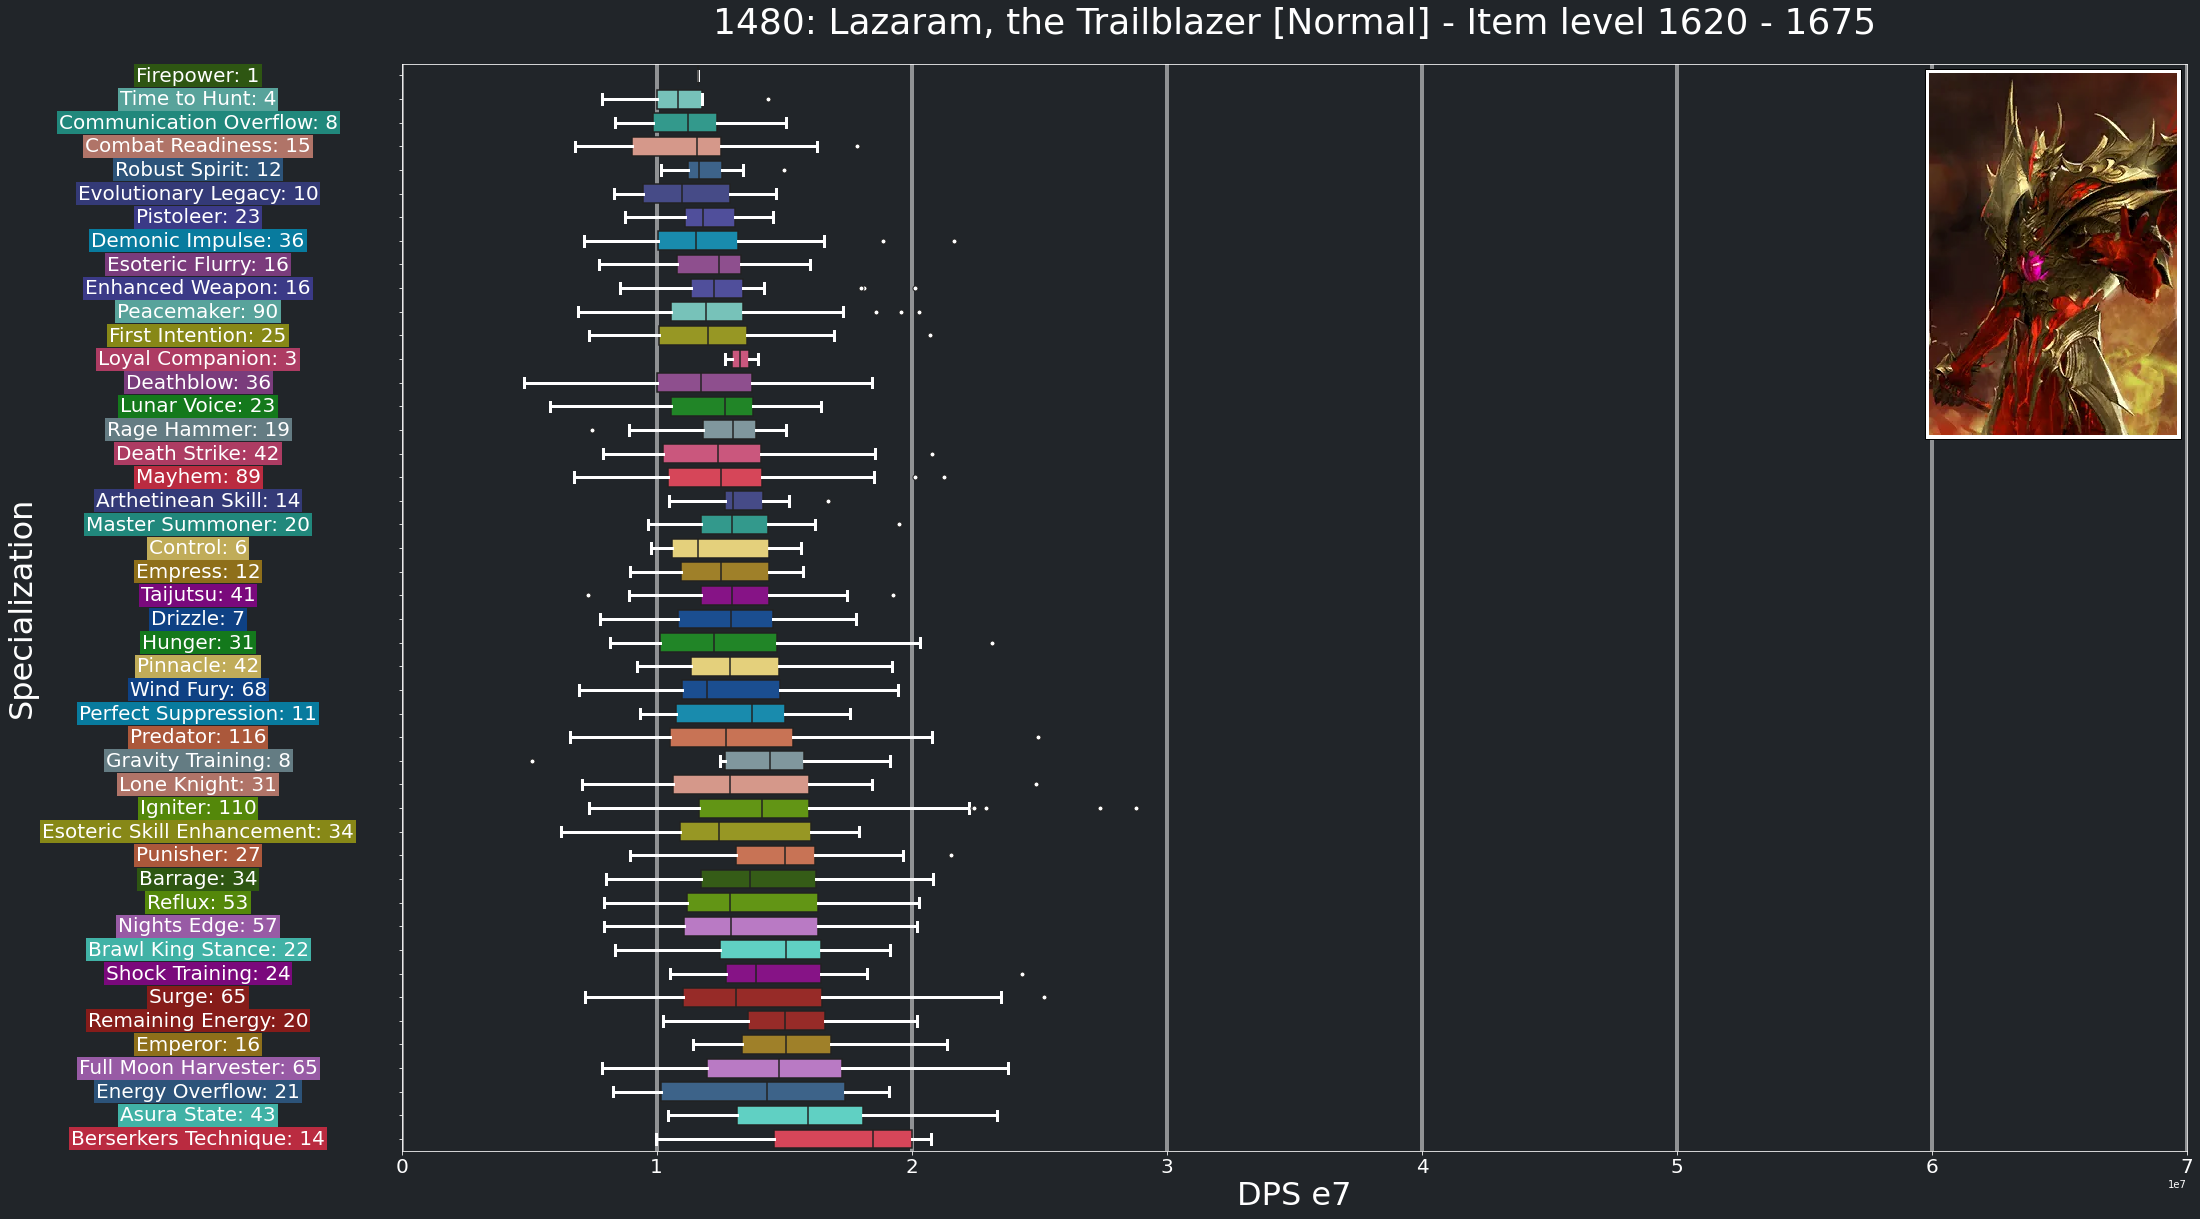 1480: Lazaram, the Trailblazer [Normal] - Item level 1620 - 1675
Specialization
Firepower: 1
Time to Hunt: 4
Communication Overflow: 8
Combat Readiness: 15
Robust Spirit: 12
Evolutionary Legacy: 10
Pistoleer: 23
Demonic Impulse: 36
Esoteric Flurry: 16
Enhanced Weapon: 16
Peacemaker: 90
First Intention: 25
Loyal Companion: 3
Deathblow: 36
Lunar Voice: 23
Rage Hammer: 19
Death Strike: 42
Mayhem: 89
Arthetinean Skill: 14
Master Summoner: 20
Control: 6
Empress: 12
Taijutsu: 41
Drizzle: 7
Hunger: 31
Pinnacle: 42
Wind Fury: 68
Perfect Suppression: 11
Predator: 116
Gravity Training: 8
Lone Knight: 31
Igniter: 110
Esoteric Skill Enhancement: 34
Punisher: 27
Barrage: 34
Reflux: 53
Nights Edge: 57
Brawl King Stance: 22
Shock Training: 24
Surge: 65
Remaining Energy: 20
Emperor: 16
Full Moon Harvester: 65
Energy Overflow: 21
Asura State: 43
Berserkers Technique: 14
0 1 2 3 4 5 6 7
1e7
DPS e7